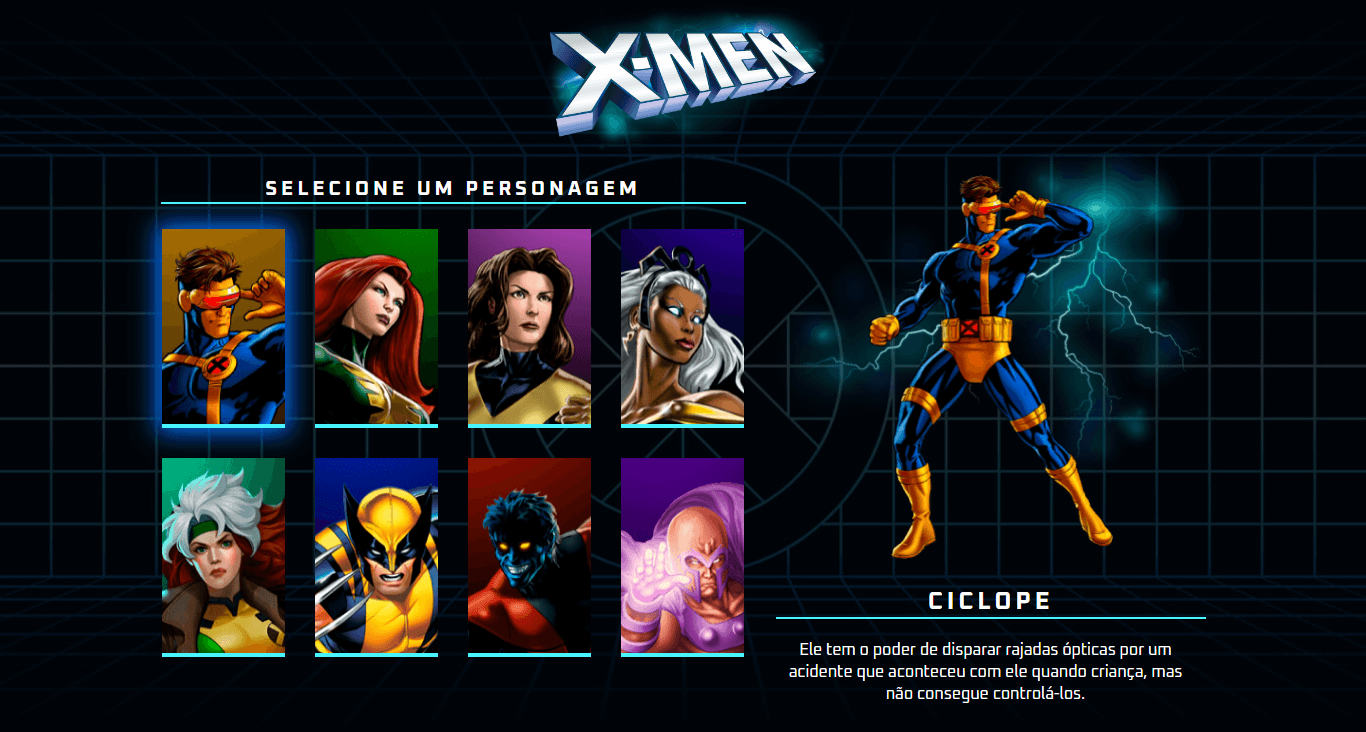 X-MEN
SELECIONE UM PERSONAGEM
CICLOPE
Ele tem o poder de disparar rajadas ópticas por um
acidente que aconteceu com ele quando criança, mas
não consegue controlá-los.